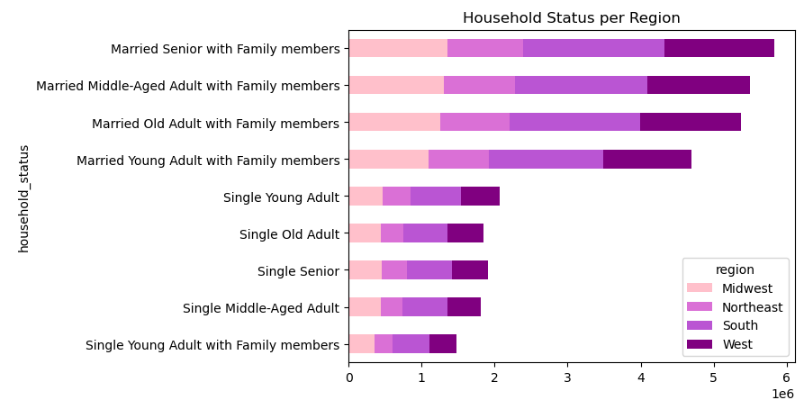 Household Status per Region
household_status
Married Senior with Family members
Married Middle-Aged Adult with Family members
Married Old Adult with Family members
Married Young Adult with Family members
Single Young Adult
Single Old Adult
Single Senior
Single Middle-Aged Adult
Single Young Adult with Family members
region
Midwest
Northeast
South
West
0 1 2 3 4 5 6
1e6